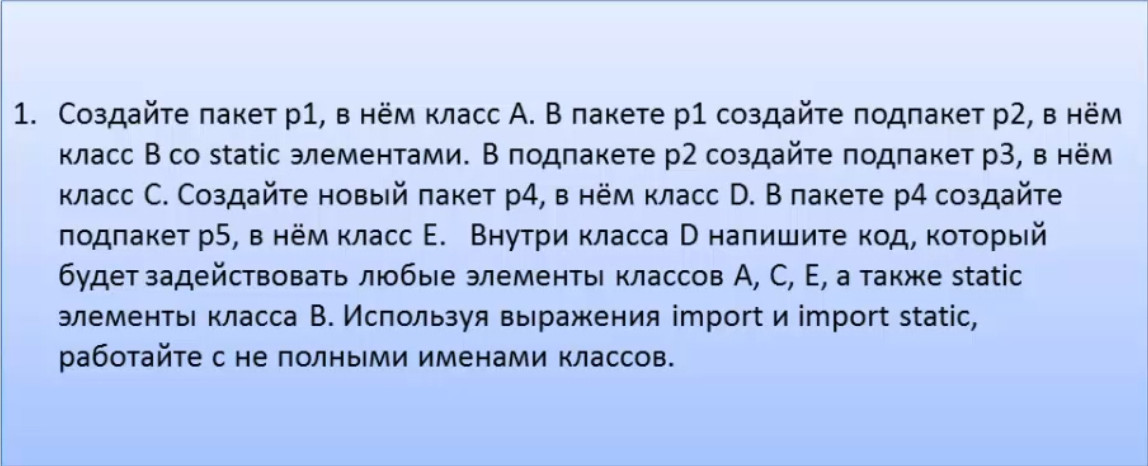 1. Создайте пакет p1, в нём класс A. В пакете p1 создайте подпакет p2, в нём
класс B со static элементами. В подпакете p2 создайте подпакет p3, в нём
класс C. Создайте новый пакет p4, в нём класс D. В пакете p4 создайте
подпакет p5, в нём класс E. Внутри класса D напишите код, который
будет задействовать любые элементы классов A, C, E, а также static
элементы класса B. Используя выражения import и import static,
работайте с не полными именами классов.